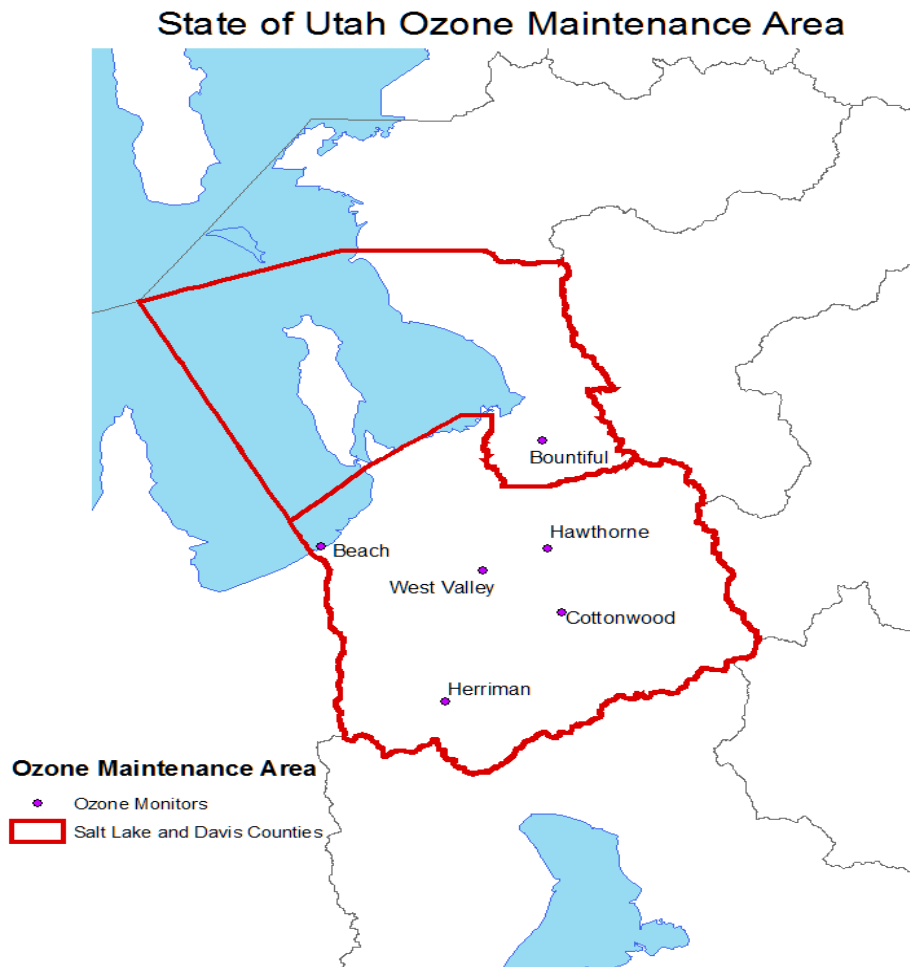 State of Utah Ozone Maintenance Area
Bountiful
Hawthorne
Beach
West Valley
Cottonwood
Herriman
Ozone Maintenance Area
Ozone Monitors
Salt Lake and Davis Counties